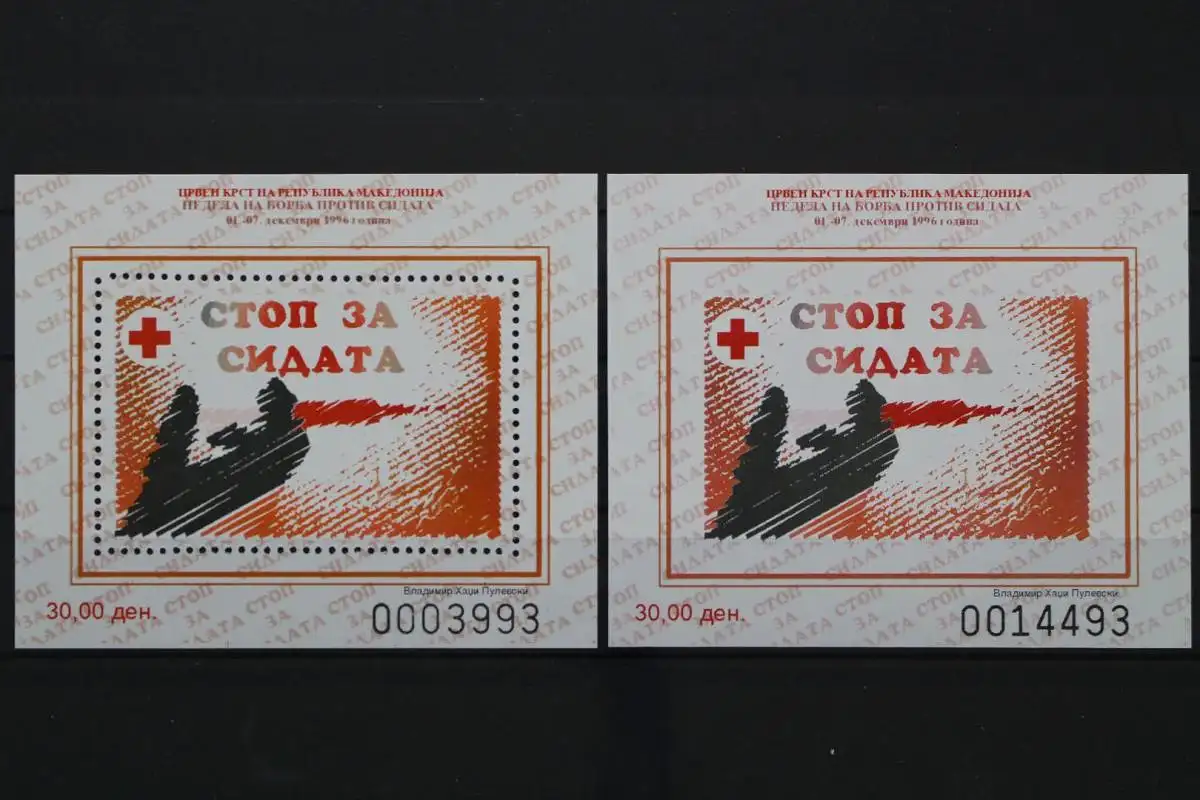 ЦРВЕН КРСТ НА РЕПУБЛИКА МАКЕДОНИЈА
НЕДЕЛА НА БОРБА ПРОТИВ СИДАТА
01.-07. декември 1996 година
СТОП ЗА
СИДАТА
Владимир Хаџи Пулевски
30,00 ден.
0003993
ЦРВЕН КРСТ НА РЕПУБЛИКА МАКЕДОНИЈА
НЕДЕЛА НА БОРБА ПРОТИВ СИДАТА
01.-07. декември 1996 година
СТОП ЗА
СИДАТА
Владимир Хаџи Пулевски
30,00 ден.
0014493